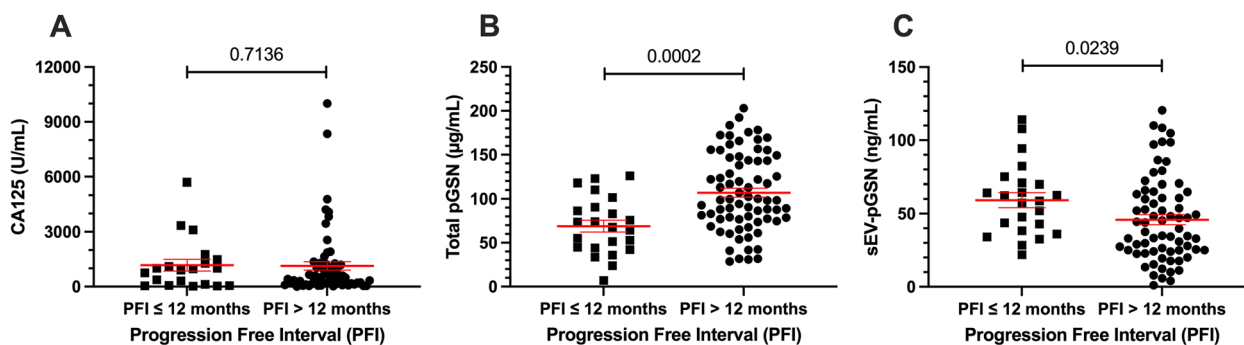 A
0.7136
CA125 (U/mL)
12000
9000
6000
3000
0
PFI ≤ 12 months PFI > 12 months
Progression Free Interval (PFI)
B
0.0002
Total pGSN (µg/mL)
250
200
150
100
50
0
PFI ≤ 12 months PFI > 12 months
Progression Free Interval (PFI)
C
0.0239
sEV-pGSN (ng/mL)
150
100
50
0
PFI ≤ 12 months PFI > 12 months
Progression Free Interval (PFI)